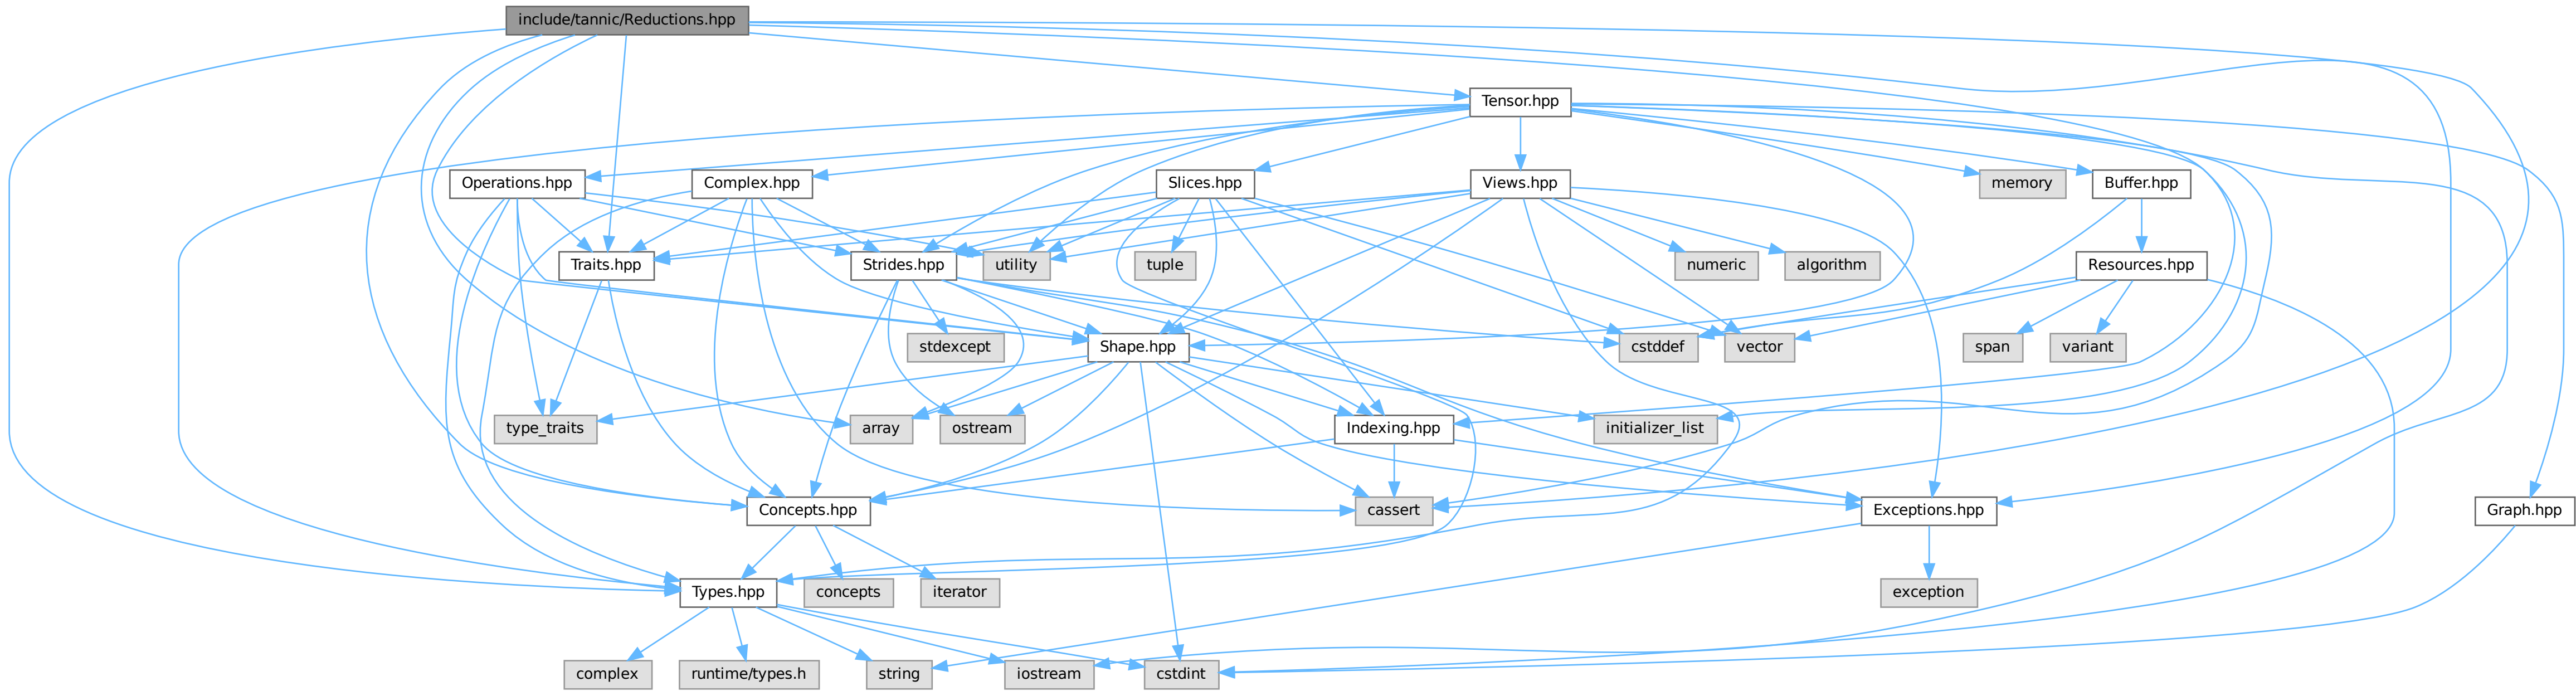 include/tannic/Reductions.hpp
Tensor.hpp
Operations.hpp
Complex.hpp
Slices.hpp
Views.hpp
memory
Buffer.hpp
Traits.hpp
Strides.hpp
utility
tuple
numeric
algorithm
Resources.hpp
stdexcept
Shape.hpp
cstddef
vector
span
variant
type_traits
array
ostream
Indexing.hpp
initializer_list
Concepts.hpp
cassert
Exceptions.hpp
Graph.hpp
Types.hpp
concepts
iterator
exception
complex
runtime/types.h
string
iostream
cstdint